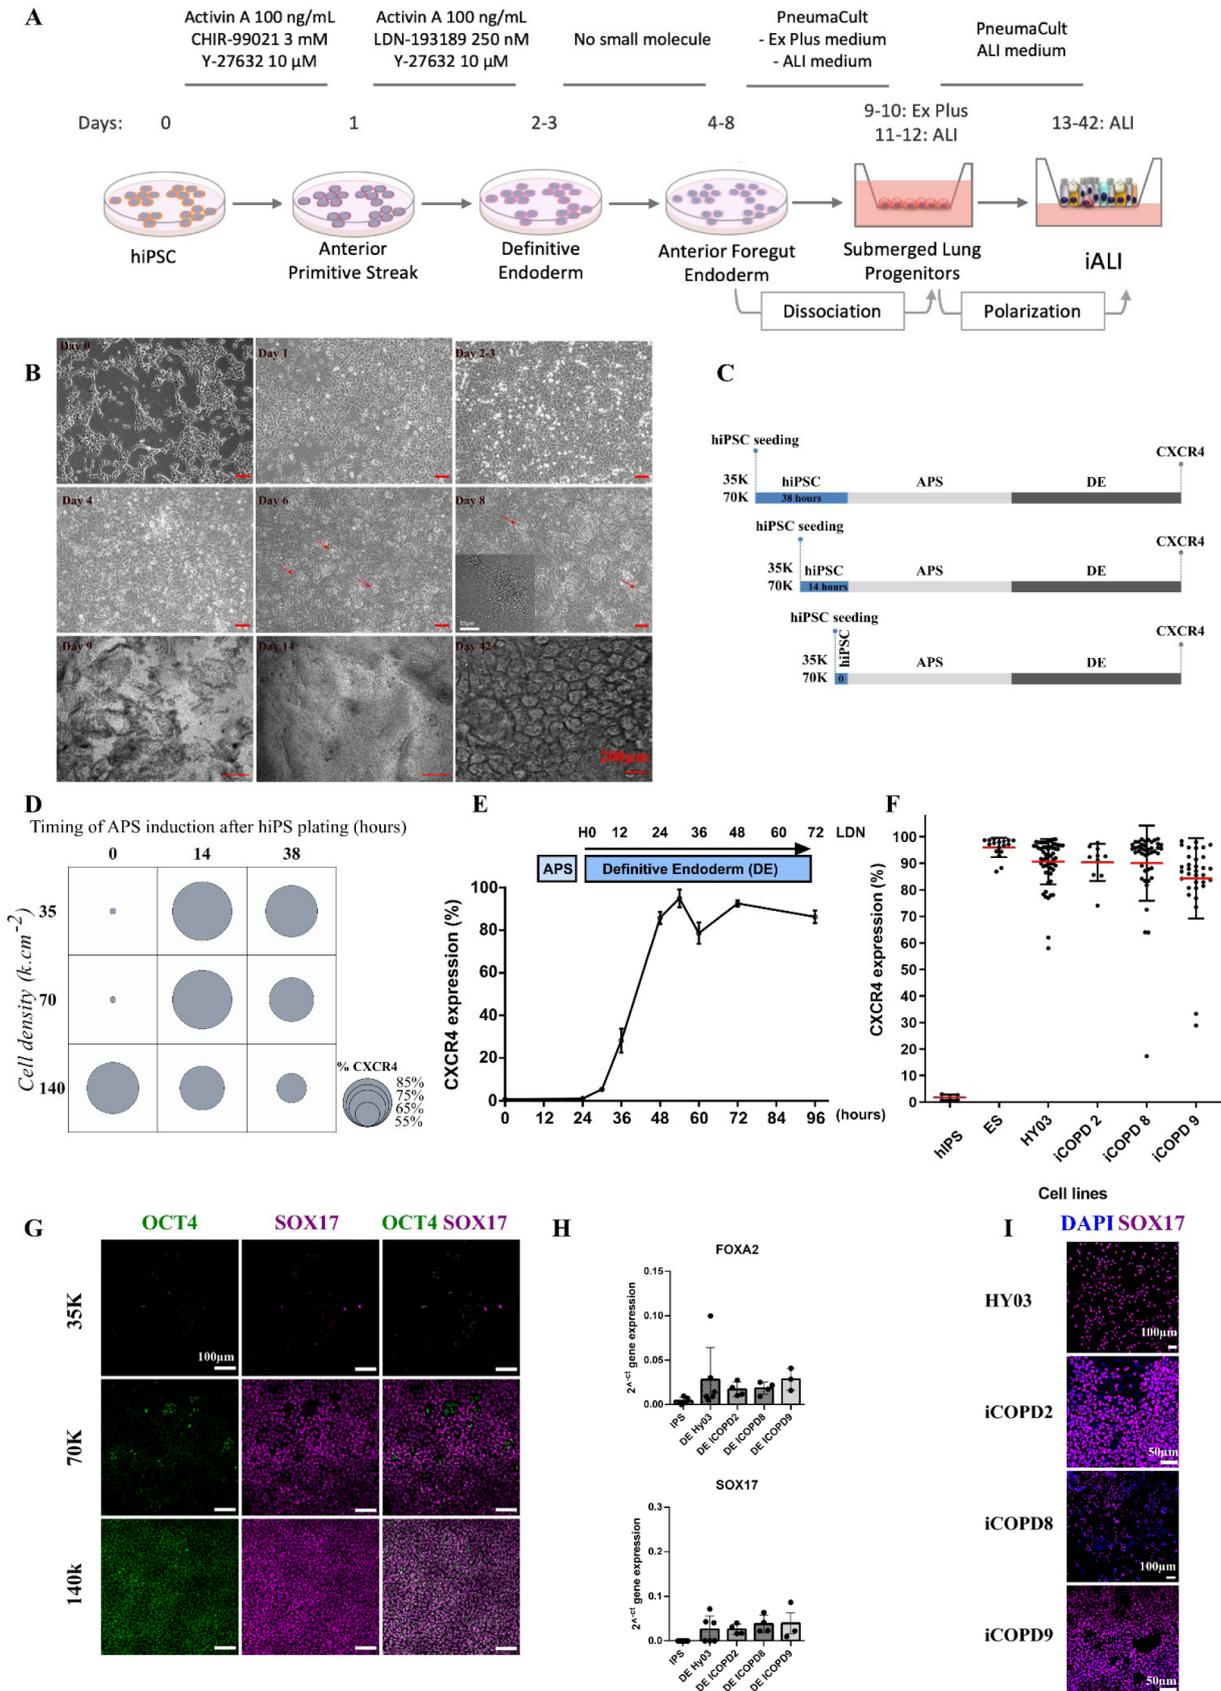 A
Activin A 100 ng/mL
CHIR-99021 3 mM
Y-27632 10 µM
Activin A 100 ng/mL
LDN-193189 250 nM
Y-27632 10 µM
No small molecule
PneumaCult
- Ex Plus medium
- ALI medium
PneumaCult
ALI medium
Days: 0 1 2-3 4-8
9-10: Ex Plus
11-12: ALI
13-42: ALI
hiPSC
Anterior
Primitive Streak
Definitive
Endoderm
Anterior Foregut
Endoderm
Submerged Lung
Progenitors
iALI
Dissociation
Polarization
B
Day 0
Day 1
Day 2-3
Day 4
Day 6
Day 8
Day 9
Day 14
Day 42+
200µm
C
hiPSC seeding
CXCR4
35K
70K
hiPSC
38 hours
APS
DE
hiPSC seeding
CXCR4
35K
70K
hiPSC
14 hours
APS
DE
hiPSC seeding
CXCR4
35K
70K
hiPSC
0
APS
DE
D
Timing of APS induction after hiPS plating (hours)
0 14 38
Cell density (k.cm-2)
35
70
140
% CXCR4
85%
75%
65%
55%
E
H0 12 24 36 48 60 72 LDN
APS
Definitive Endoderm (DE)
CXCR4 expression (%)
100
80
60
40
20
0
0 12 24 36 48 60 72 84 96 (hours)
F
CXCR4 expression (%)
100
90
80
70
60
50
40
30
20
10
0
hIPS
ES
HY03
iCOPD 2
iCOPD 8
iCOPD 9
Cell lines
G
OCT4
SOX17
OCT4 SOX17
35K
100µm
70K
140k
H
FOXA2
2^-ct gene expression
0.15
0.10
0.05
0.00
IPS
DE Hy03
DE iCOPD2
DE iCOPD8
DE iCOPD9
SOX17
2^-ct gene expression
0.3
0.2
0.1
0.0
IPS
DE Hy03
DE iCOPD2
DE iCOPD8
DE iCOPD9
I
DAPI SOX17
HY03
100µm
iCOPD2
50µm
iCOPD8
100µm
iCOPD9
50µm